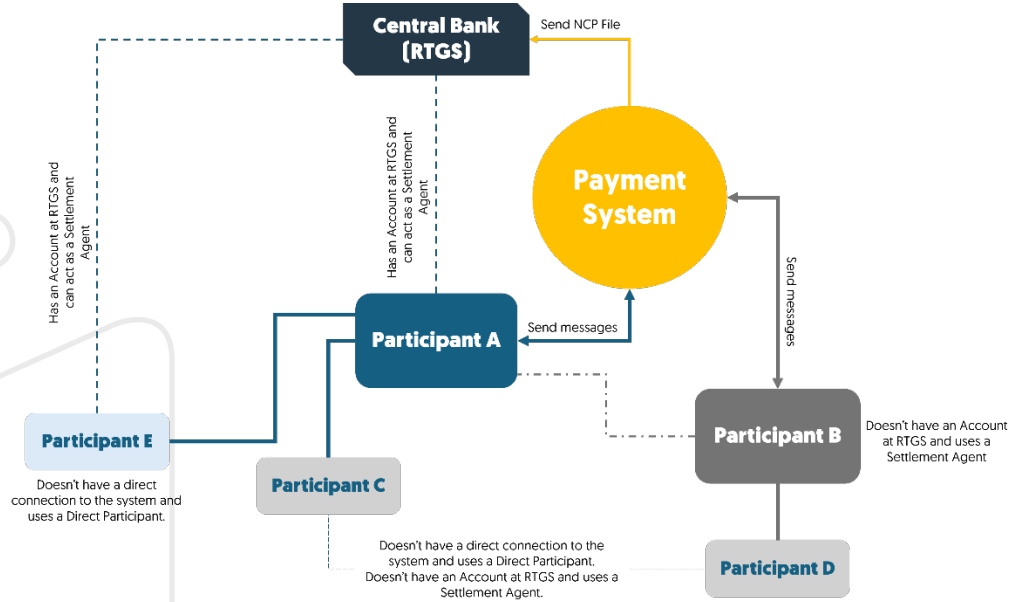 Central Bank
(RTGS)
Send NCP File
Has an Account at RTGS and
can act as a Settlement
Agent
Has an Account at RTGS and
can act as a Settlement
Agent
Payment
System
Send messages
Send messages
Participant A
Participant E
Doesn't have a direct
connection to the system and
uses a Direct Participant.
Participant C
Participant B
Doesn't have an Account
at RTGS and uses a
Settlement Agent
Doesn't have a direct connection to the
system and uses a Direct Participant.
Doesn't have an Account at RTGS and uses a
Settlement Agent.
Participant D